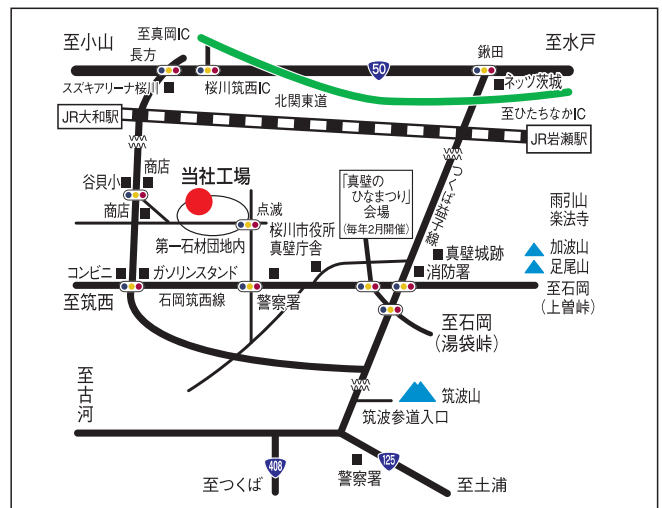 至真岡IC
至小山
長方
鍬田
至水戸
50
スズキアリーナ桜川
桜川筑西IC
ネッツ茨城
北関東道
至ひたちなかIC
JR大和駅
JR岩瀬駅
谷貝小
商店
商店
当社工場
点滅
第一石材団地内
「真壁の
ひなまつり」
会場
(毎年2月開催)
つくば益子線
雨引山
楽法寺
加波山
足尾山
桜川市役所
真壁庁舎
真壁城跡
消防署
コンビニ
ガソリンスタンド
至筑西
石岡筑西線
警察署
至石岡
(上曽峠)
至石岡
(湯袋峠)
至古河
筑波山
筑波参道入口
408
125
至つくば
警察署
至土浦